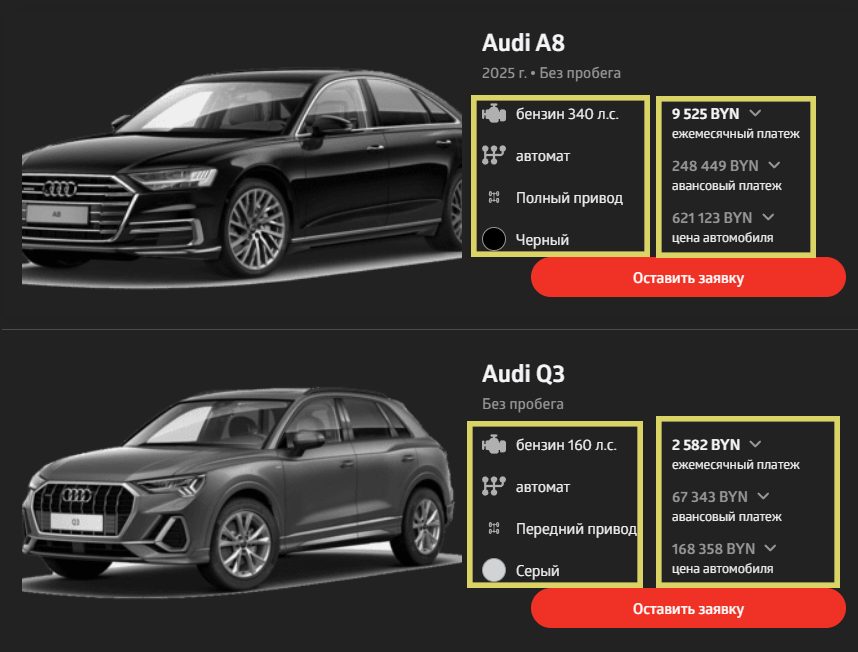 Audi A8
2025 г. • Без пробега
бензин 340 л.с.
автомат
Полный привод
Черный
9 525 BYN
ежемесячный платеж
248 449 BYN
авансовый платеж
621 123 BYN
цена автомобиля
Оставить заявку
A8
Audi Q3
Без пробега
бензин 160 л.с.
автомат
Передний привод
Серый
2 582 BYN
ежемесячный платеж
67 343 BYN
авансовый платеж
168 358 BYN
цена автомобиля
Оставить заявку
Q3